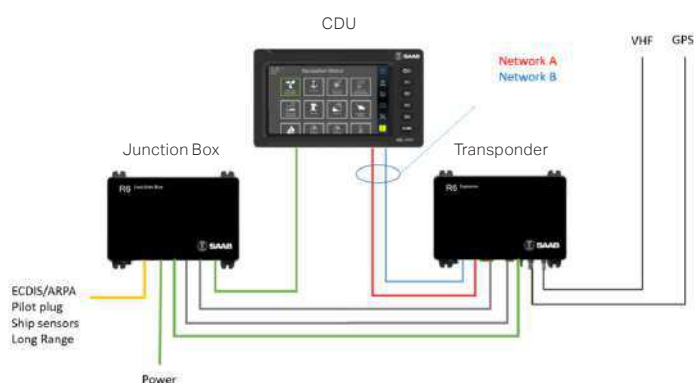 CDU
VHF
GPS
SAAB
Network A
Network B
Junction Box
Transponder
R6
SAAB
R6
SAAB
ECDIS/ARPA
Pilot plug
Ship sensors
Long Range
Power